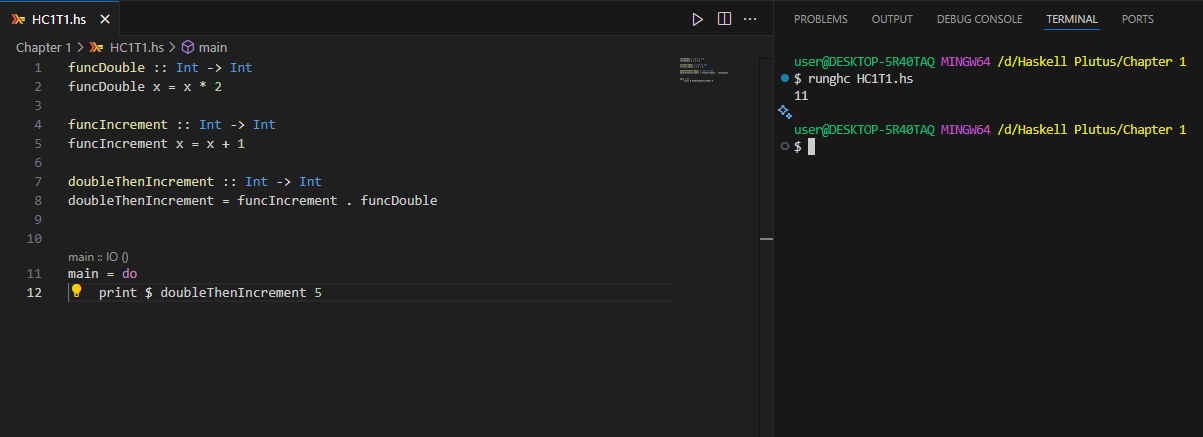 HC1T1.hs
Chapter 1 > HC1T1.hs > main
1 funcDouble :: Int -> Int
2 funcDouble x = x * 2
3
4 funcIncrement :: Int -> Int
5 funcIncrement x = x + 1
6
7 doubleThenIncrement :: Int -> Int
8 doubleThenIncrement = funcIncrement . funcDouble
9
10
main :: IO ()
11 main = do
12     print $ doubleThenIncrement 5
PROBLEMS OUTPUT DEBUG CONSOLE TERMINAL PORTS
user@DESKTOP-5R40TAQ MINGW64 /d/Haskell Plutus/Chapter 1
$ runghc HC1T1.hs
11
user@DESKTOP-5R40TAQ MINGW64 /d/Haskell Plutus/Chapter 1
$